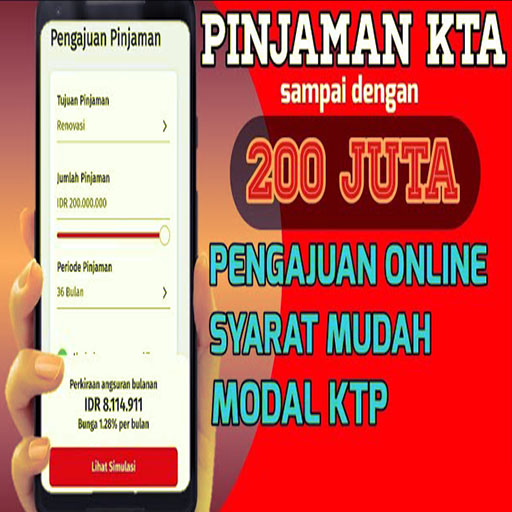 Pengajuan Pinjaman
Tujuan Pinjaman
Renovasi
Jumlah Pinjaman
IDR 200.000.000
Periode Pinjaman
36 Bulan
Perkiraan angsuran bulanan
IDR 8.114.911
Bunga 1.28% per bulan
Lihat Simulasi
PINJAMAN KTA
sampai dengan
200 JUTA
PENGAJUAN ONLINE
SYARAT MUDAH
MODAL KTP